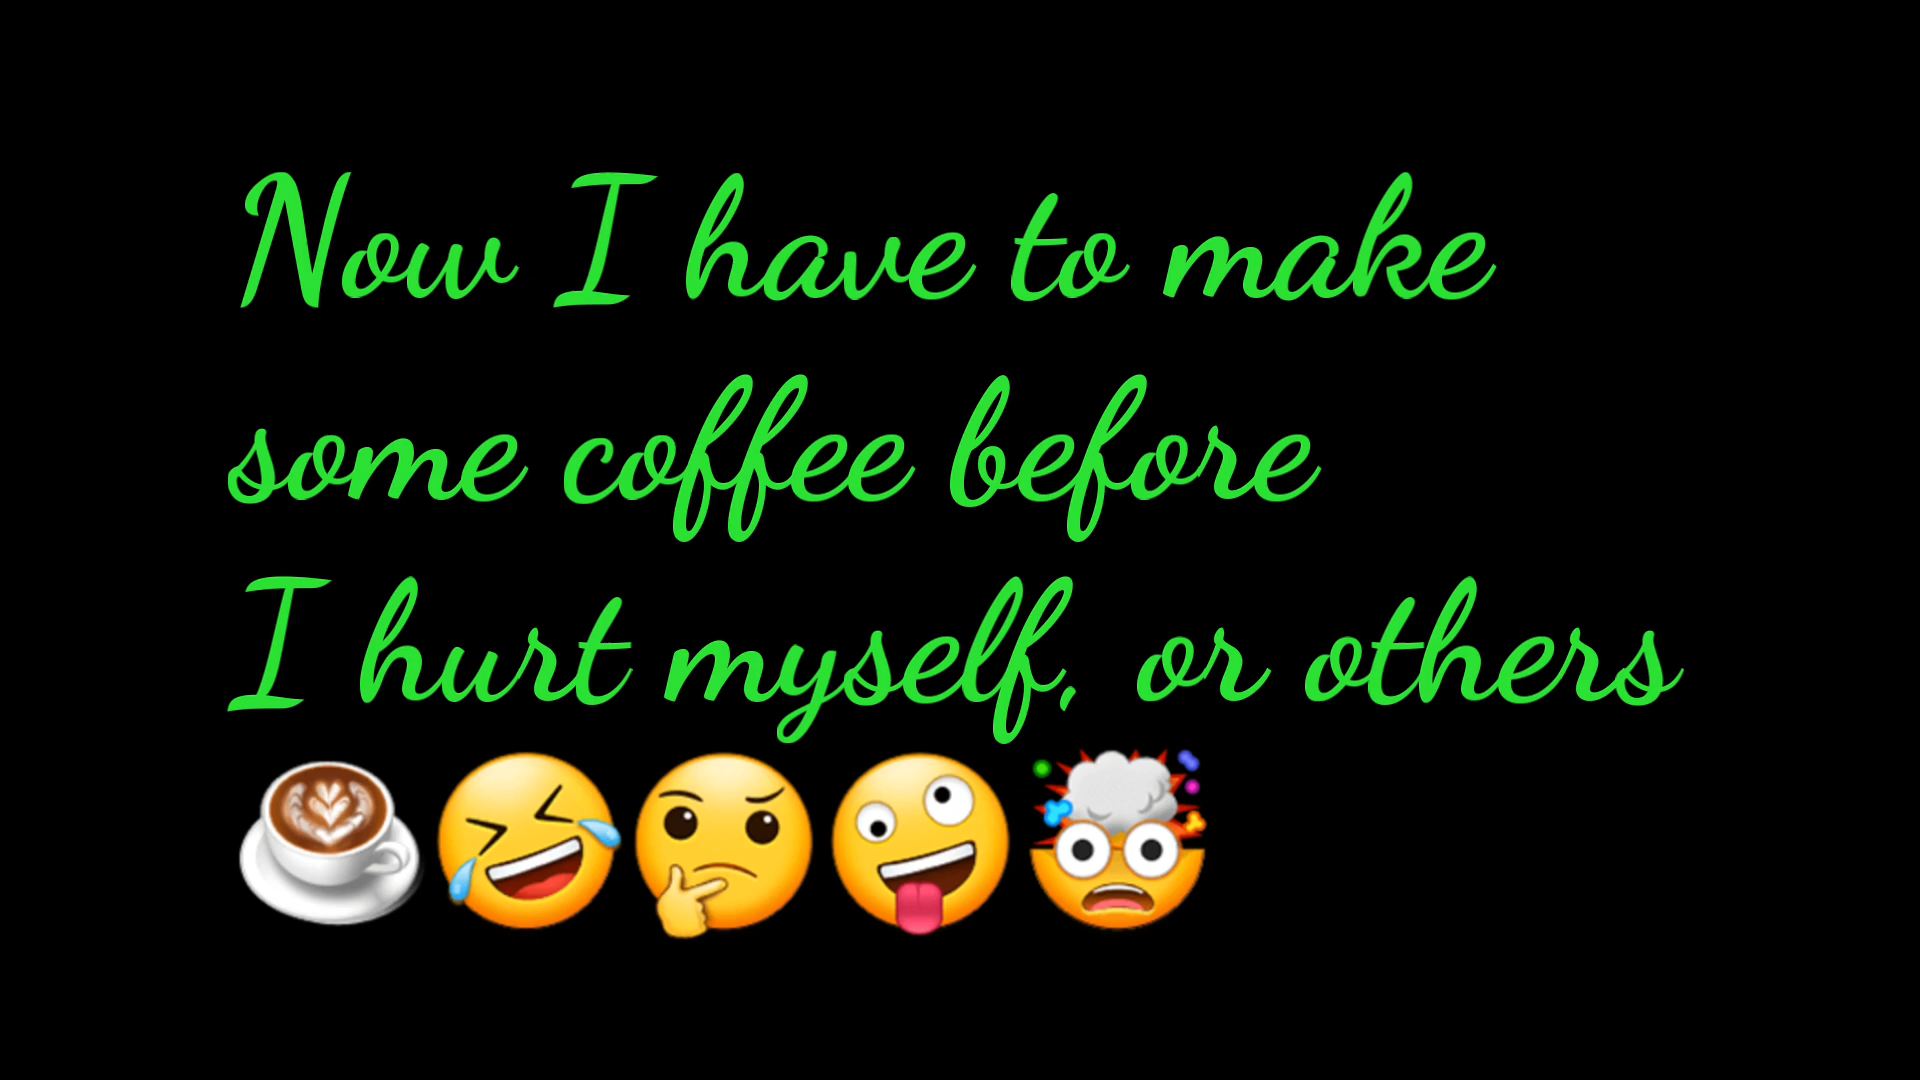 Now I have to make
some coffee before
I hurt myself, or others
☕🤣🤔🤪🤯